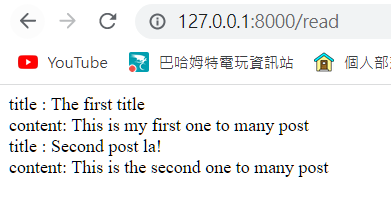 127.0.0.1:8000/read
YouTube 巴哈姆特電玩資訊站 個人部
title : The first title
content: This is my first one to many post
title : Second post la!
content: This is the second one to many post